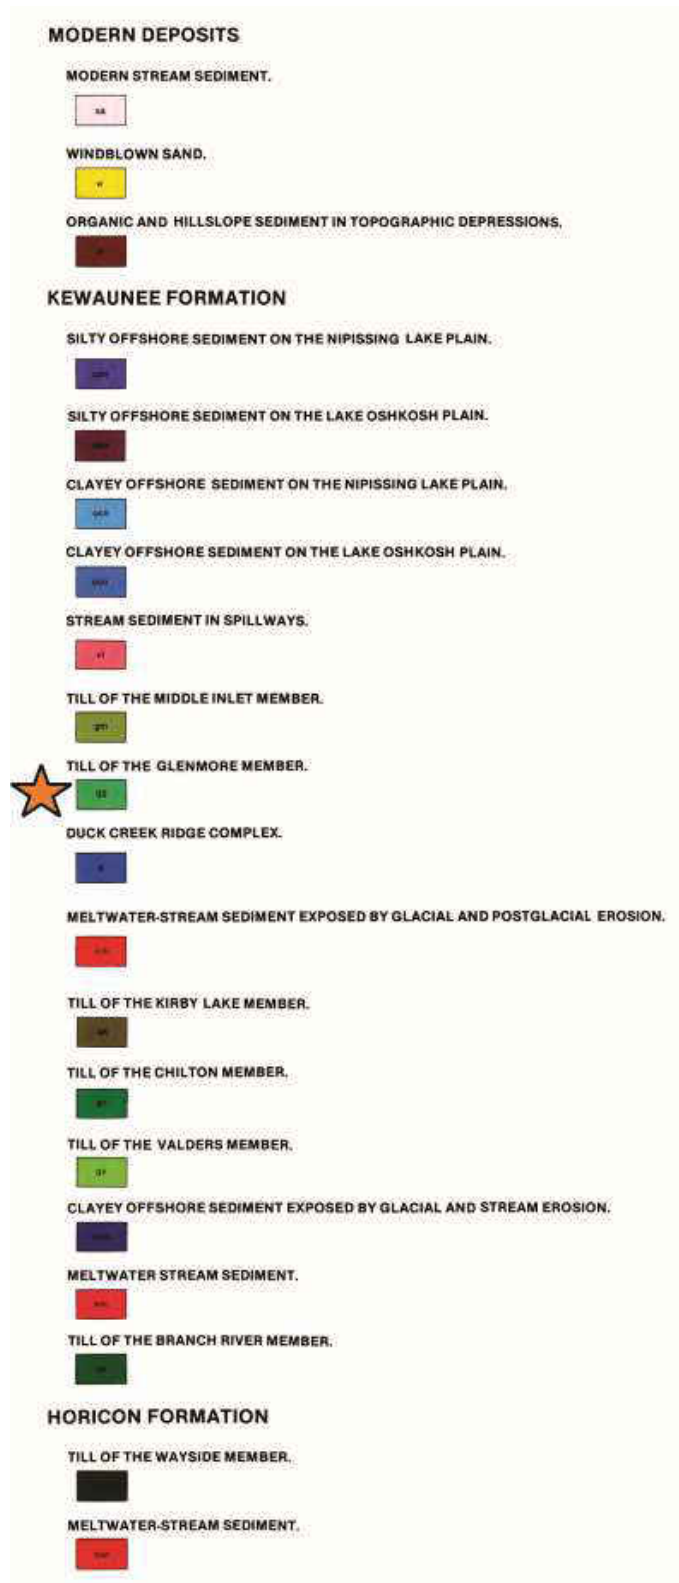 MODERN DEPOSITS
MODERN STREAM SEDIMENT.
WINDBLOWN SAND.
ORGANIC AND HILLSLOPE SEDIMENT IN TOPOGRAPHIC DEPRESSIONS.
KEWAUNEE FORMATION
SILTY OFFSHORE SEDIMENT ON THE NIPISSING LAKE PLAIN.
SILTY OFFSHORE SEDIMENT ON THE LAKE OSHKOSH PLAIN.
CLAYEY OFFSHORE SEDIMENT ON THE NIPISSING LAKE PLAIN.
CLAYEY OFFSHORE SEDIMENT ON THE LAKE OSHKOSH PLAIN.
STREAM SEDIMENT IN SPILLWAYS.
TILL OF THE MIDDLE INLET MEMBER.
gm
TILL OF THE GLENMORE MEMBER.
DUCK CREEK RIDGE COMPLEX.
MELTWATER-STREAM SEDIMENT EXPOSED BY GLACIAL AND POSTGLACIAL EROSION.
TILL OF THE KIRBY LAKE MEMBER.
TILL OF THE CHILTON MEMBER.
TILL OF THE VALDERS MEMBER.
CLAYEY OFFSHORE SEDIMENT EXPOSED BY GLACIAL AND STREAM EROSION.
MELTWATER STREAM SEDIMENT.
TILL OF THE BRANCH RIVER MEMBER.
HORICON FORMATION
TILL OF THE WAYSIDE MEMBER.
MELTWATER-STREAM SEDIMENT.